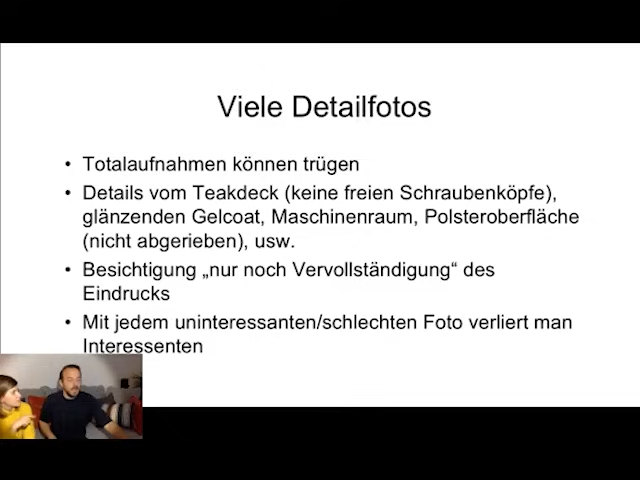 Viele Detailfotos
• Totalaufnahmen können trügen
• Details vom Teakdeck (keine freien Schraubenköpfe),
glänzenden Gelcoat, Maschinenraum, Polsteroberfläche
(nicht abgerieben), usw.
• Besichtigung „nur noch Vervollständigung“ des
Eindrucks
• Mit jedem uninteressanten/schlechten Foto verliert man
Interessenten